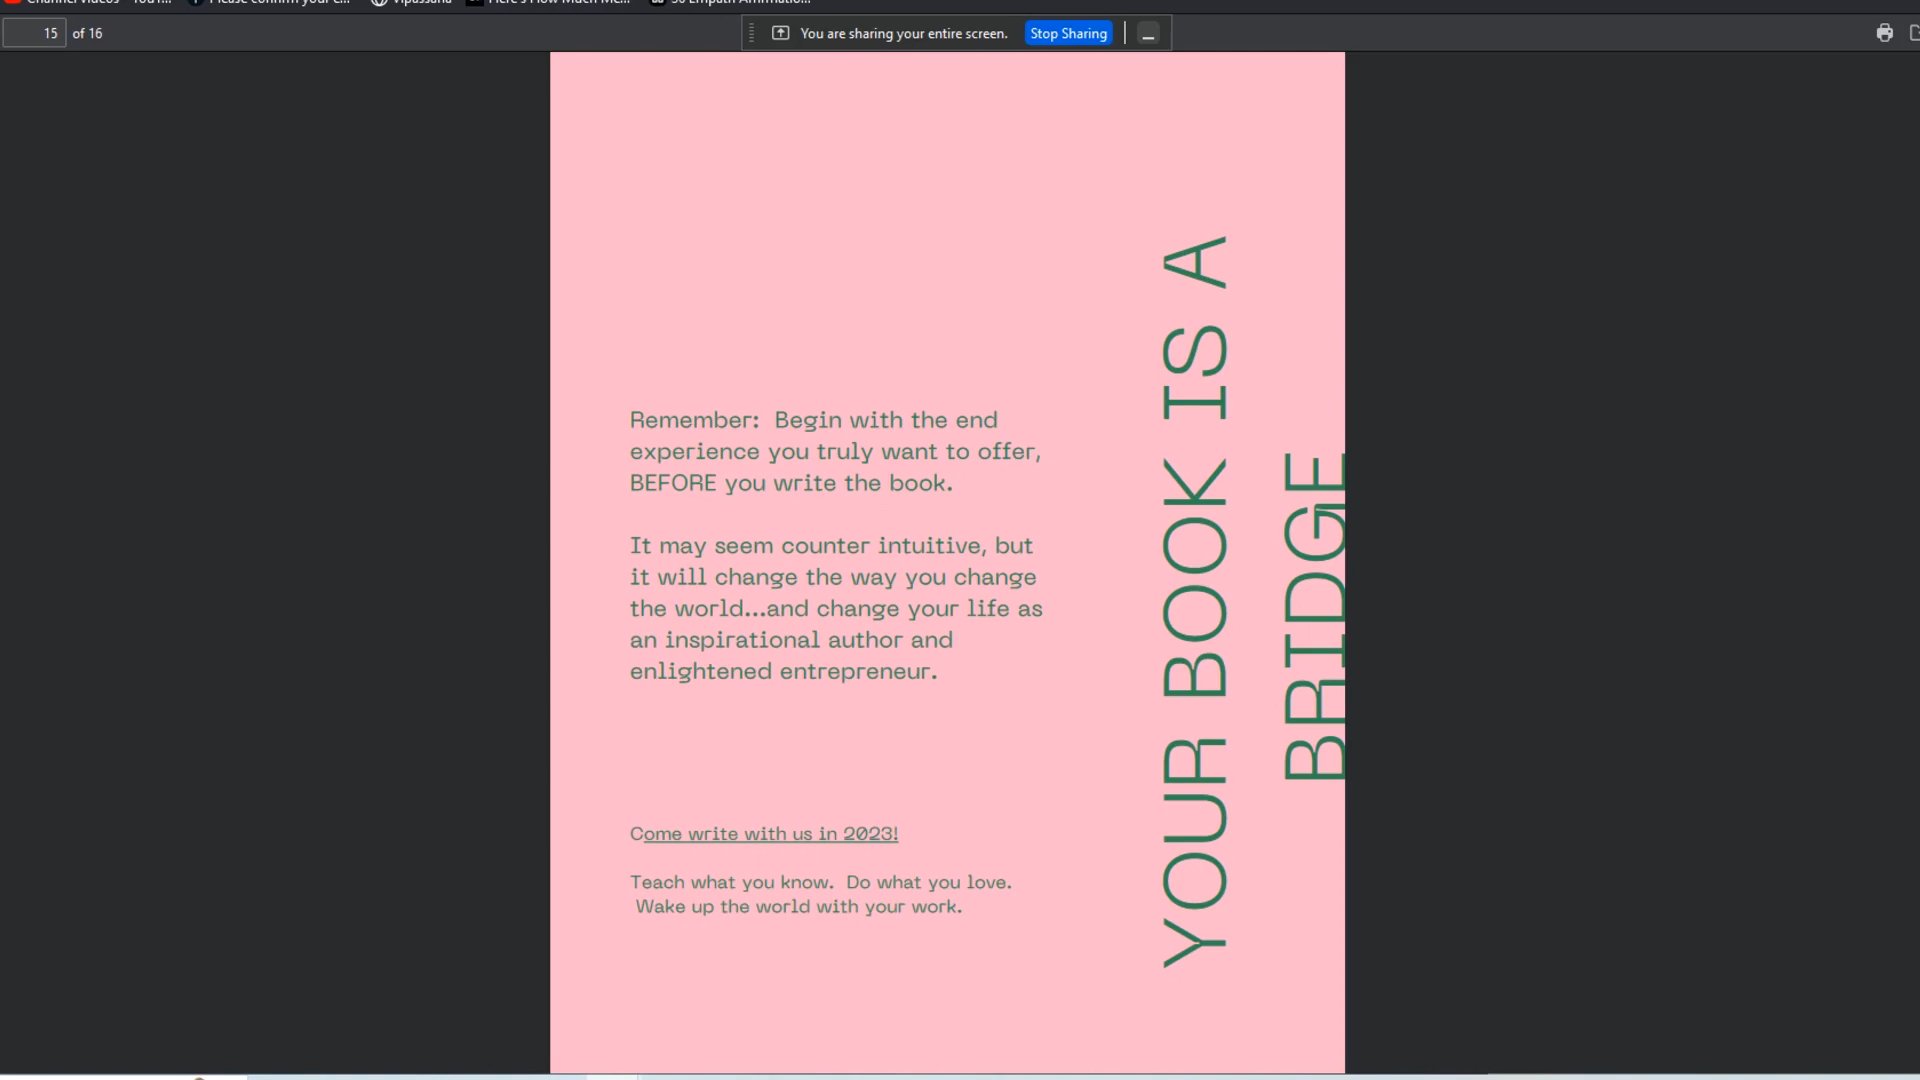 15 of 16
You are sharing your entire screen.
Stop Sharing
Remember:  Begin with the end
experience you truly want to offer,
BEFORE you write the book.
It may seem counter intuitive, but
it will change the way you change
the world...and change your life as
an inspirational author and
enlightened entrepreneur.
Come write with us in 2023!
Teach what you know.  Do what you love.
Wake up the world with your work.
YOUR BOOK IS A
BRIDGE